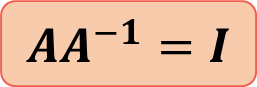 AA⁻¹ = I